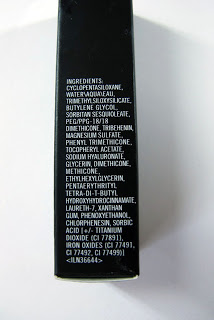 INGREDIENTS:
CYCLOPENTASILOXANE,
WATER\AQUA\EAU,
TRIMETHYLSILOXYSILICATE,
BUTYLENE GLYCOL,
SORBITAN SESQUIOLEATE,
PEG/PPG-18/18
DIMETHICONE, TRIBEHENIN,
MAGNESIUM SULFATE,
PHENYL TRIMETHICONE,
TOCOPHERYL ACETATE,
SODIUM HYALURONATE,
GLYCERIN, DIMETHICONE,
METHICONE,
ETHYLHEXYLGLYCERIN,
PENTAERYTHRITYL
TETRA-DI-T-BUTYL
HYDROXYHYDROCINNAMATE,
LAURETH-7, XANTHAN
GUM, PHENOXYETHANOL,
CHLORPHENESIN, SORBIC
ACID [+/- TITANIUM
DIOXIDE (CI 77891),
IRON OXIDES (CI 77491,
CI 77492, CI 77499)]
<ILN36644>